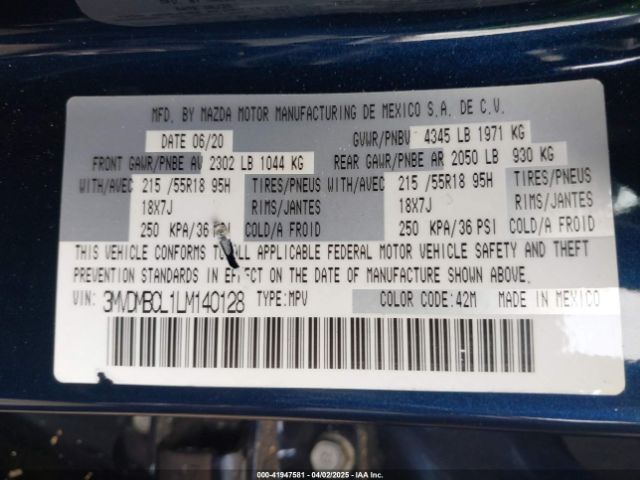 MFD. BY MAZDA MOTOR MANUFACTURING DE MEXICO S.A. DE C.V.
DATE 06/20 GVWR/PNBV 4345 LB 1971 KG
FRONT GAWR/PNBE AV 2302 LB 1044 KG REAR GAWR/PNBE AR 2050 LB 930 KG
WITH/AVEC 215 /55R18 95H TIRES/PNEUS WITH/AVEC 215 /55R18 95H TIRES/PNEUS
18X7J RIMS/JANTES 18X7J RIMS/JANTES
250 KPA/36 COLD/A FROID 250 KPA/36 PSI COLD/A FROID
THIS VEHICLE CONFORMS TO ALL APPLICABLE FEDERAL MOTOR VEHICLE SAFETY AND THEFT
PREVENTION STANDARDS IN EFFECT ON THE DATE OF MANUFACTURE SHOWN ABOVE.
VIN: 3MVDMBCL1LM140128 TYPE:MPV COLOR CODE:42M MADE IN MEXICO
000-41947581 - 04/02/2025 - IAA Inc.